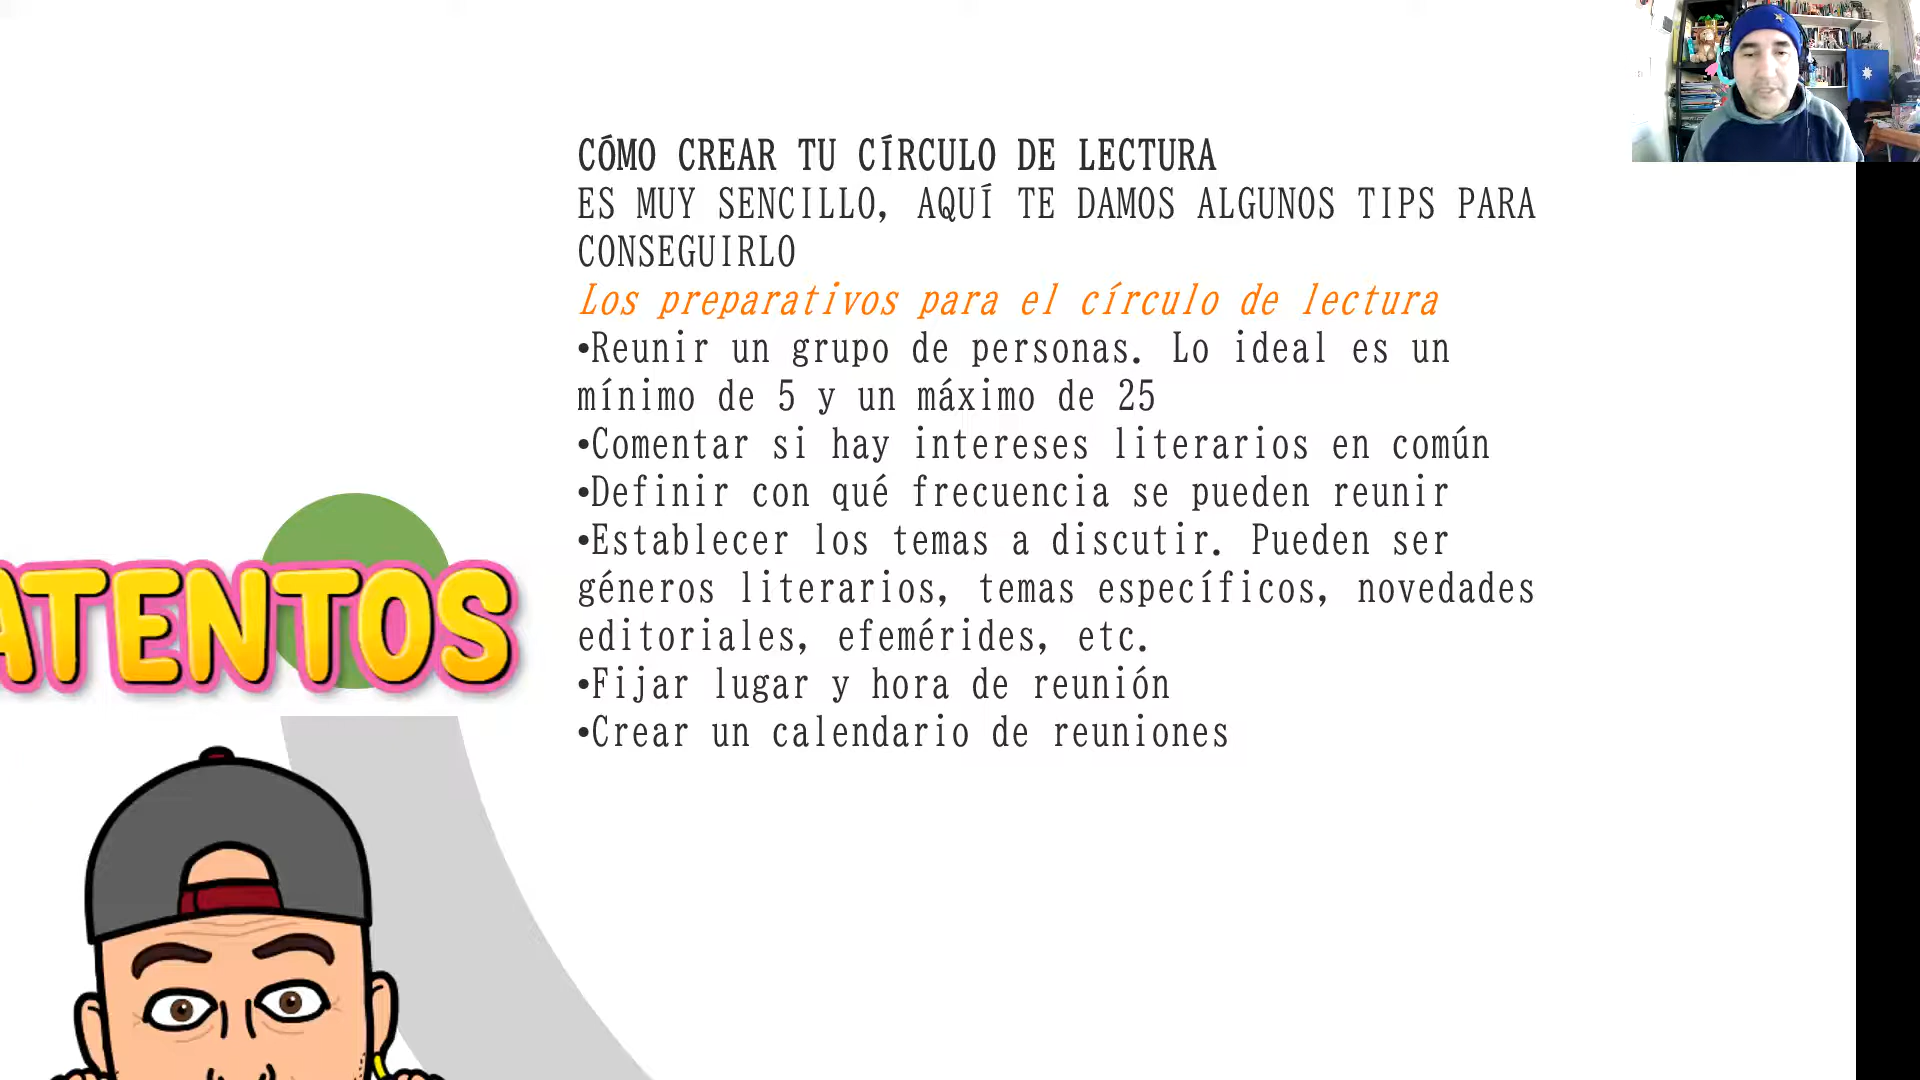 CÓMO CREAR TU CÍRCULO DE LECTURA
ES MUY SENCILLO, AQUÍ TE DAMOS ALGUNOS TIPS PARA
CONSEGUIRLO
Los preparativos para el círculo de lectura
•Reunir un grupo de personas. Lo ideal es un
mínimo de 5 y un máximo de 25
•Comentar si hay intereses literarios en común
•Definir con qué frecuencia se pueden reunir
•Establecer los temas a discutir. Pueden ser
géneros literarios, temas específicos, novedades
editoriales, efemérides, etc.
•Fijar lugar y hora de reunión
•Crear un calendario de reuniones
ATENTOS